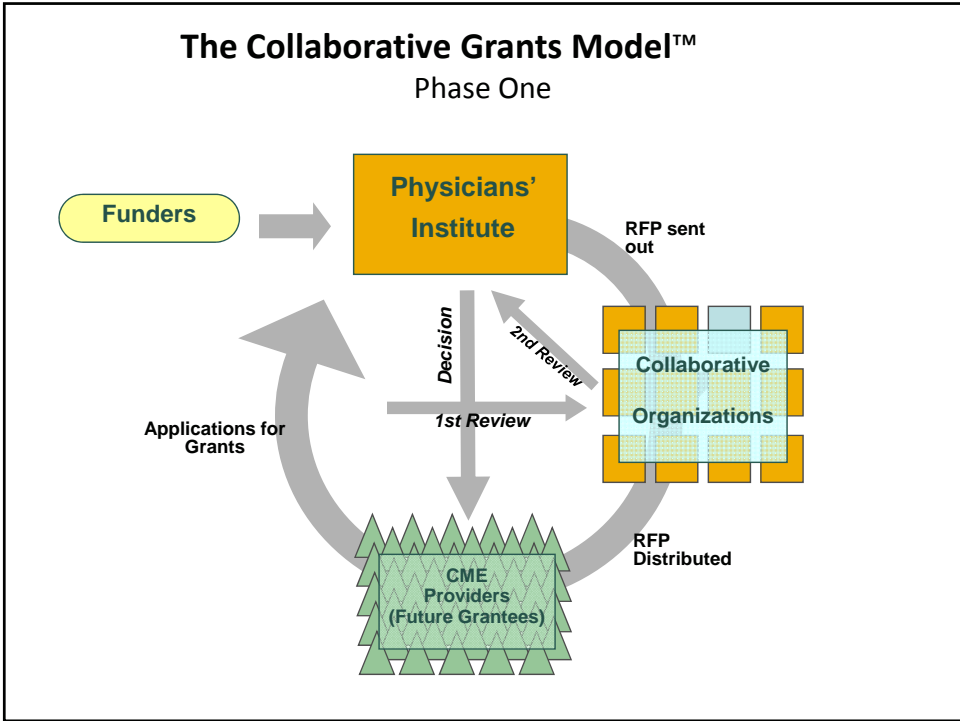 The Collaborative Grants Model™
Phase One
Funders
Physicians'
Institute
RFP sent
out
Decision
2nd Review
1st Review
Collaborative
Organizations
Applications for
Grants
RFP
Distributed
CME
Providers
(Future Grantees)